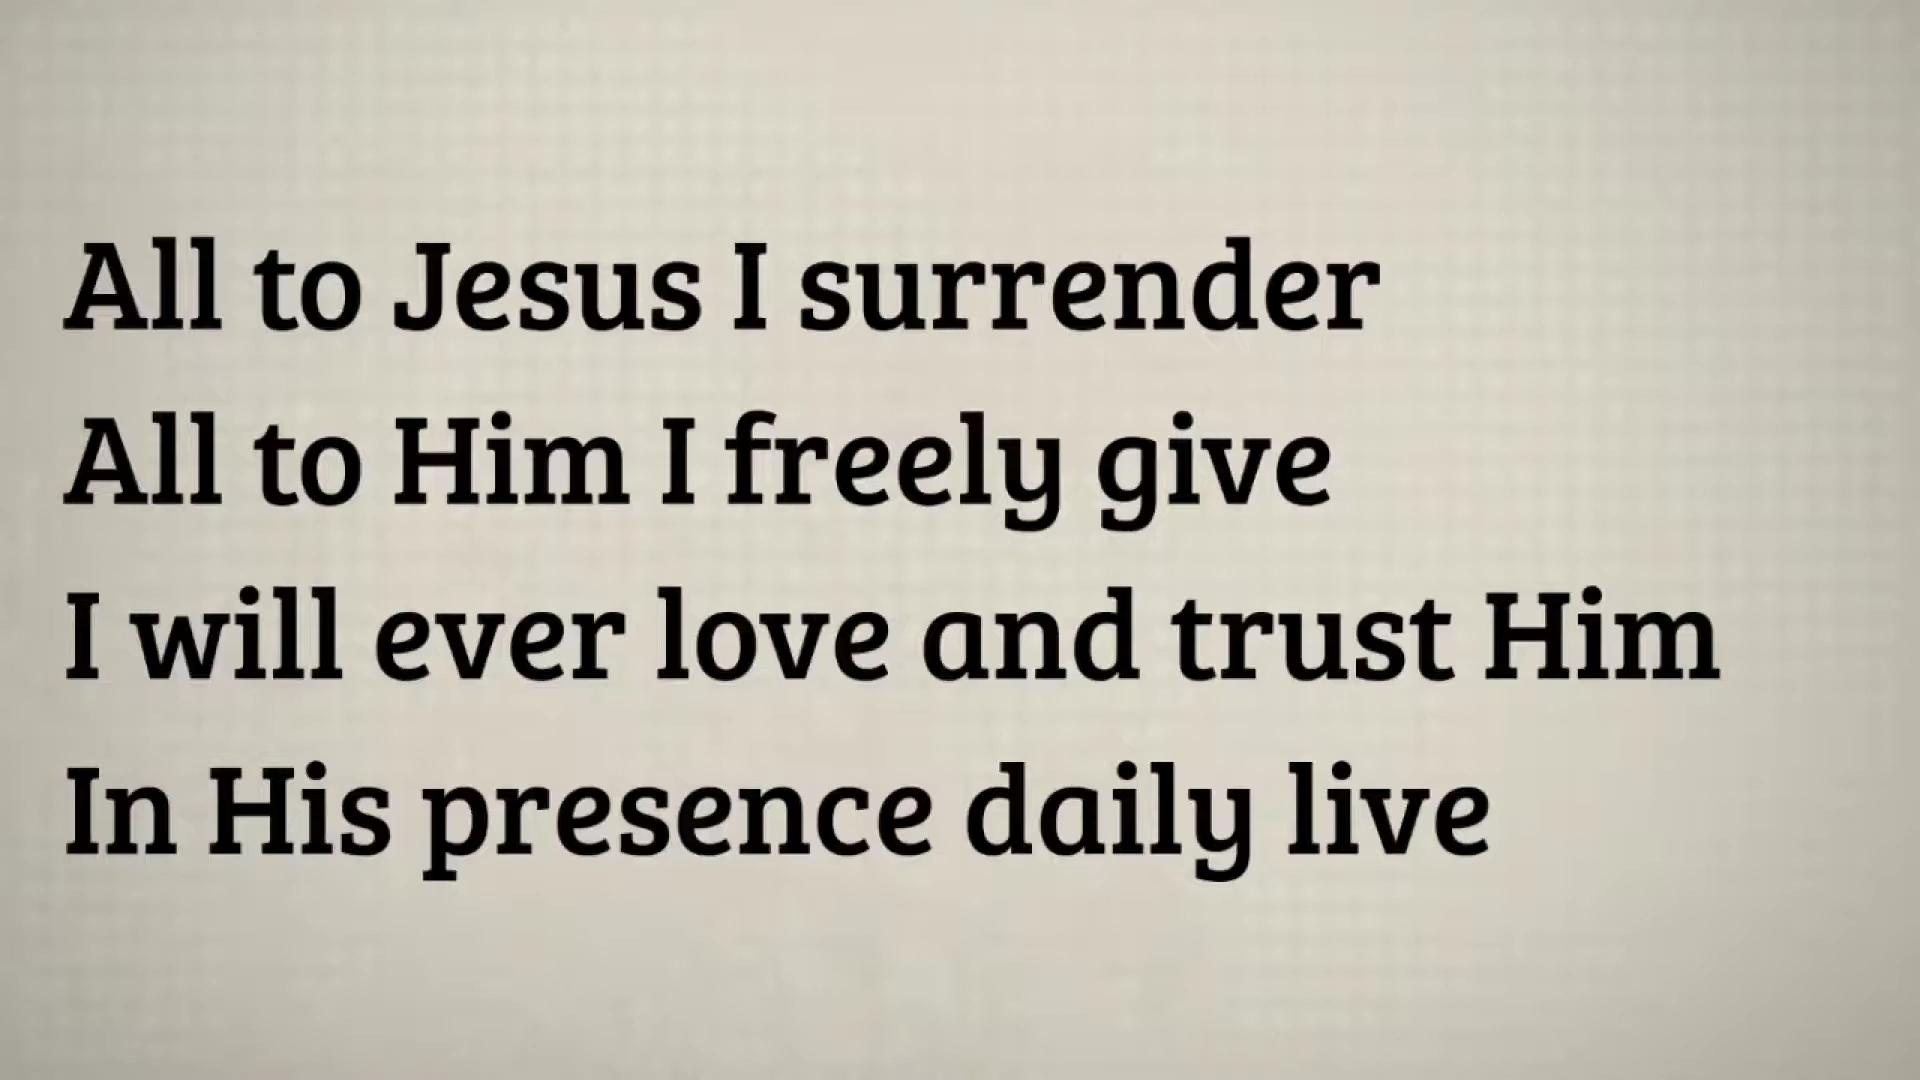 All to Jesus I surrender
All to Him I freely give
I will ever love and trust Him
In His presence daily live